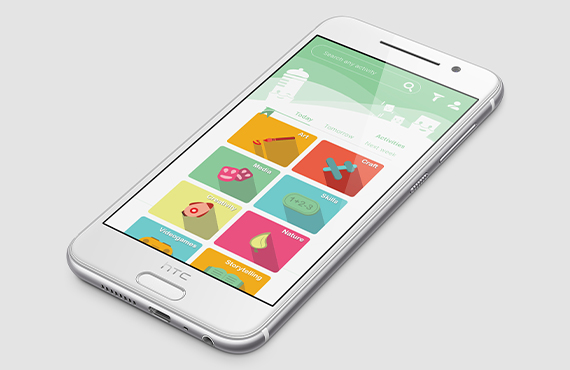 Search any activity
Today
Tomorrow
Activities
Next week
Art
Craft
Media
Skills
1+2-3
Creativity
Nature
Videogames
Storytelling
HTC